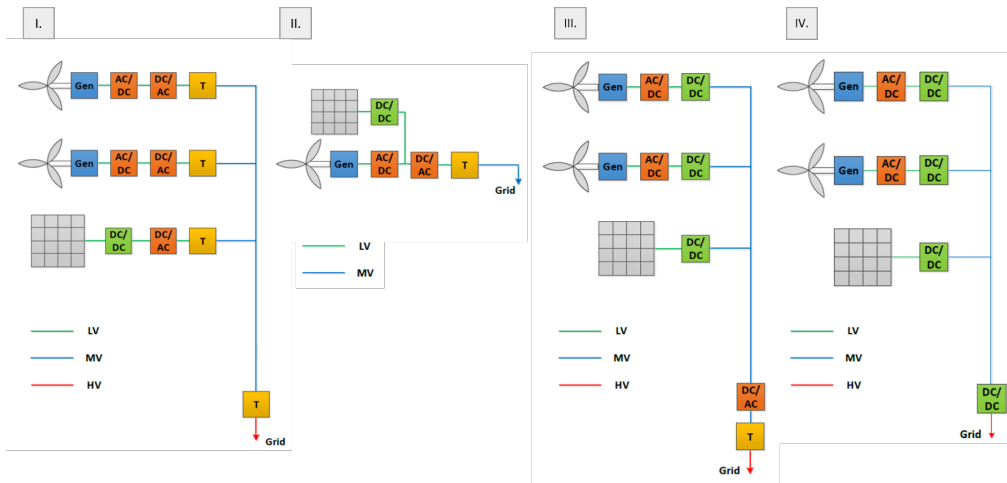 I.
Gen
AC/
DC
DC/
AC
T
Gen
AC/
DC
DC/
AC
T
DC/
DC
DC/
AC
T
LV
MV
HV
T
Grid
II.
DC/
DC
Gen
AC/
DC
DC/
AC
T
Grid
LV
MV
III.
Gen
AC/
DC
DC/
DC
Gen
AC/
DC
DC/
DC
DC/
DC
LV
MV
HV
DC/
AC
T
Grid
IV.
Gen
AC/
DC
DC/
DC
Gen
AC/
DC
DC/
DC
DC/
DC
LV
MV
HV
DC/
DC
Grid